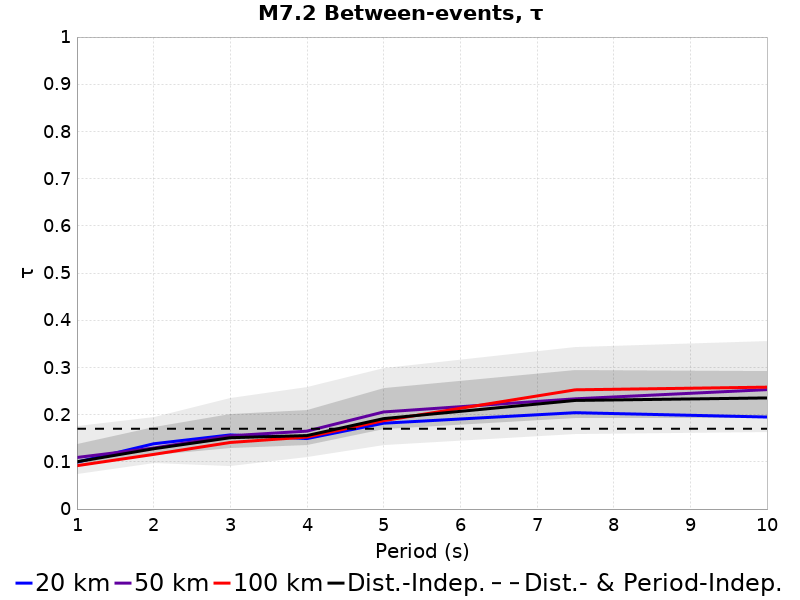 M7.2 Between-events, τ
1
0.9
0.8
0.7
0.6
0.5
0.4
0.3
0.2
0.1
0
τ
1 2 3 4 5 6 7 8 9 10
Period (s)
20 km 50 km 100 km Dist.-Indep. Dist.- & Period-Indep.